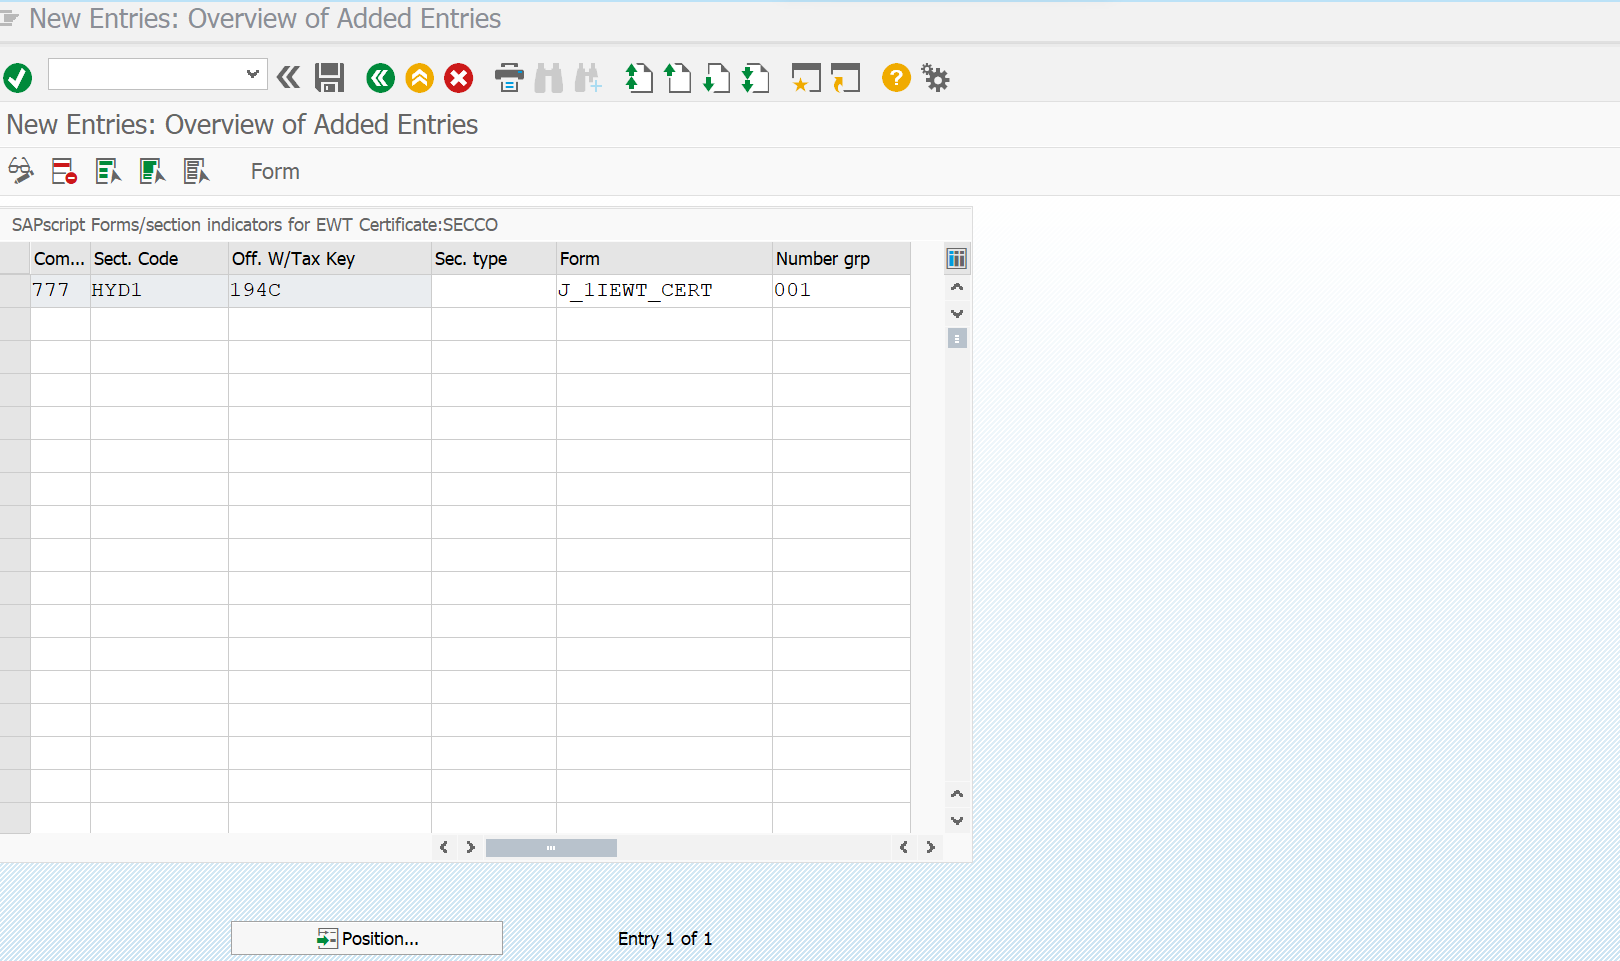 New Entries: Overview of Added Entries
New Entries: Overview of Added Entries
Form
SAPscript Forms/section indicators for EWT Certificate:SECCO
Com... Sect. Code Off. W/Tax Key Sec. type Form Number grp
777 HYD1 194C J_1IEWT_CERT 001
Position... Entry 1 of 1